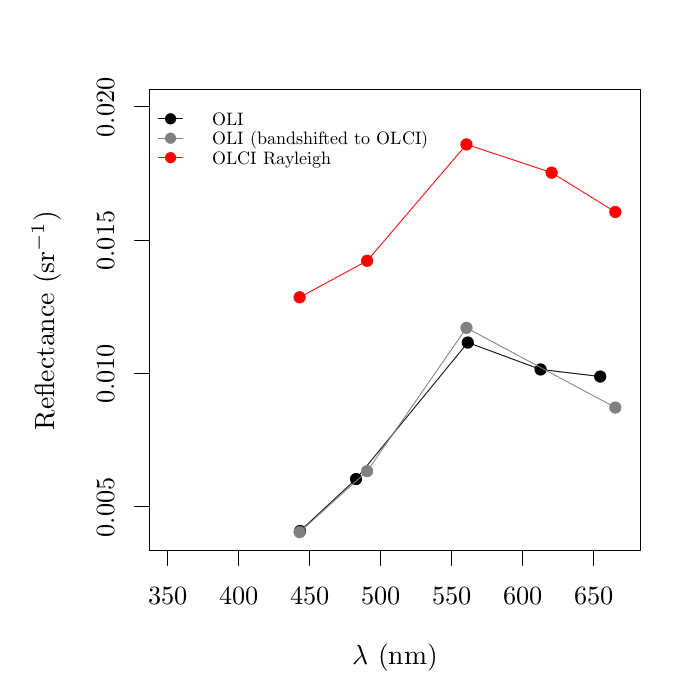 OLI
OLI (bandshifted to OLCI)
OLCI Rayleigh
Reflectance (sr⁻¹)
0.020
0.015
0.010
0.005
350 400 450 500 550 600 650
λ (nm)